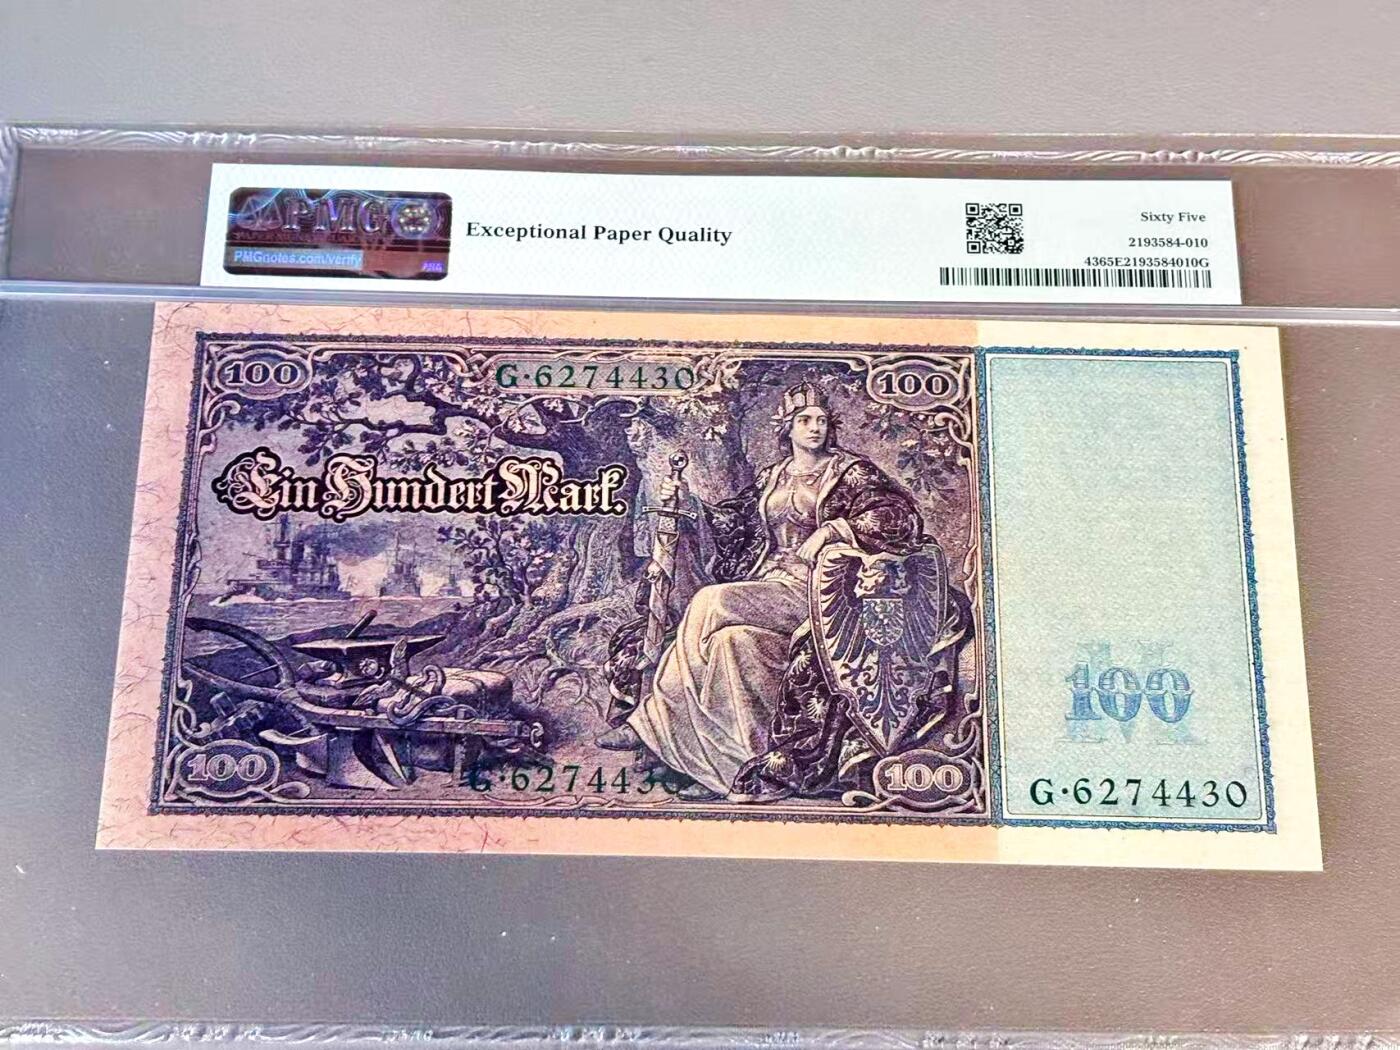 PMG
PMGnotes.com/verify
Exceptional Paper Quality
Sixty Five
2193584-010
4365E2193584010G
100
G·6274430
100
Ein Hundert Mark.
100
G·6274430
100
M
100
G·6274430